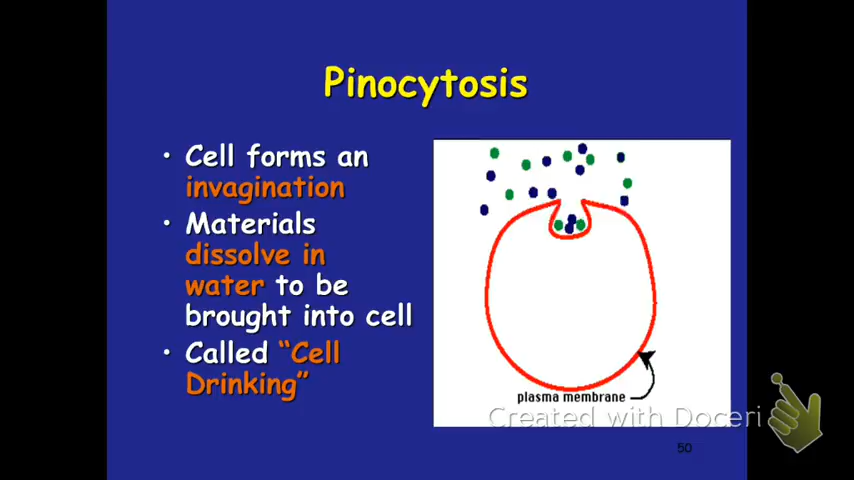 Pinocytosis
• Cell forms an
invagination
• Materials
dissolve in
water to be
brought into cell
• Called “Cell
Drinking”
plasma membrane
Created with Doceri
50